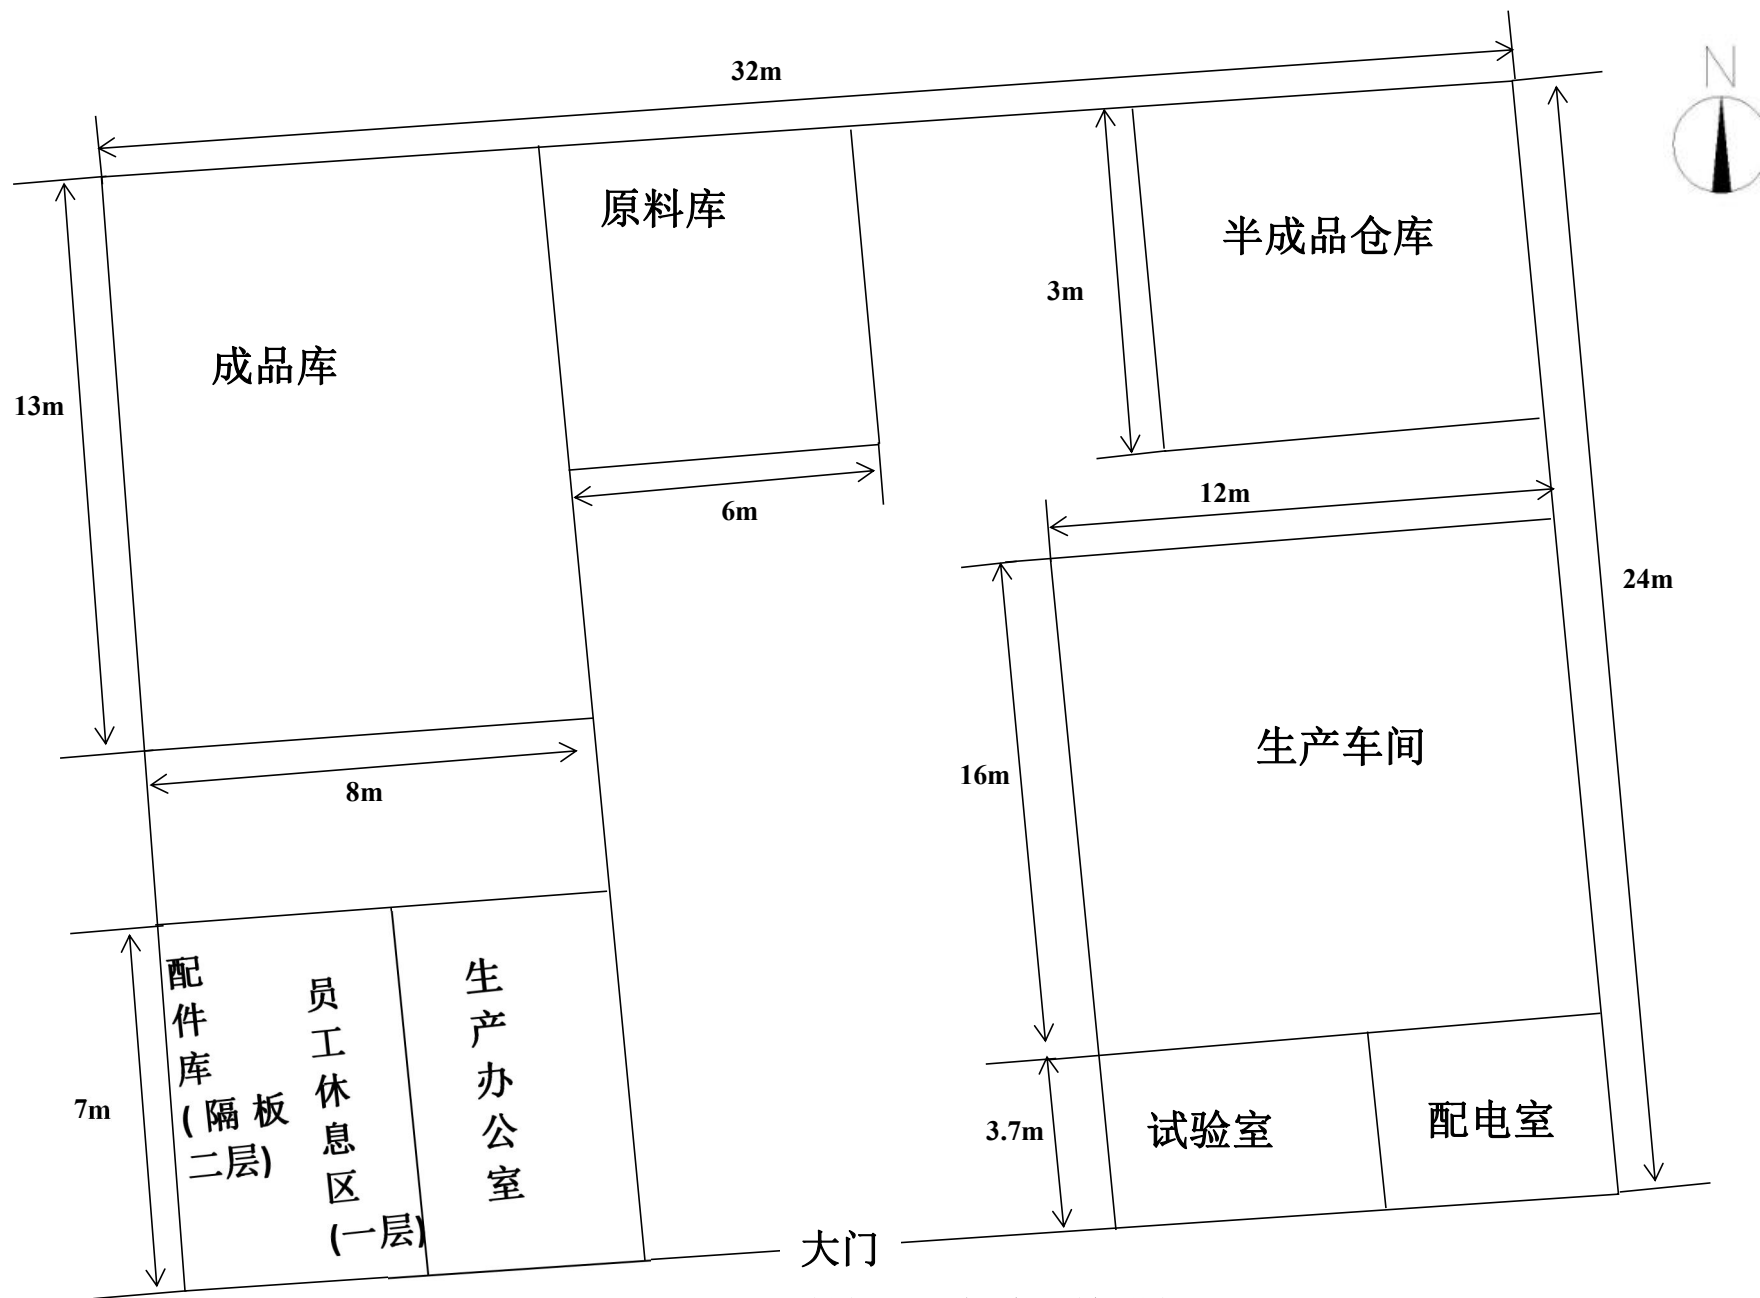 32m
N
原料库
半成品仓库
3m
成品库
13m
6m
12m
24m
生产车间
16m
8m
配件库
(隔板
二层)
员工休息区
(一层)
生产办公室
7m
3.7m
试验室
配电室
大门